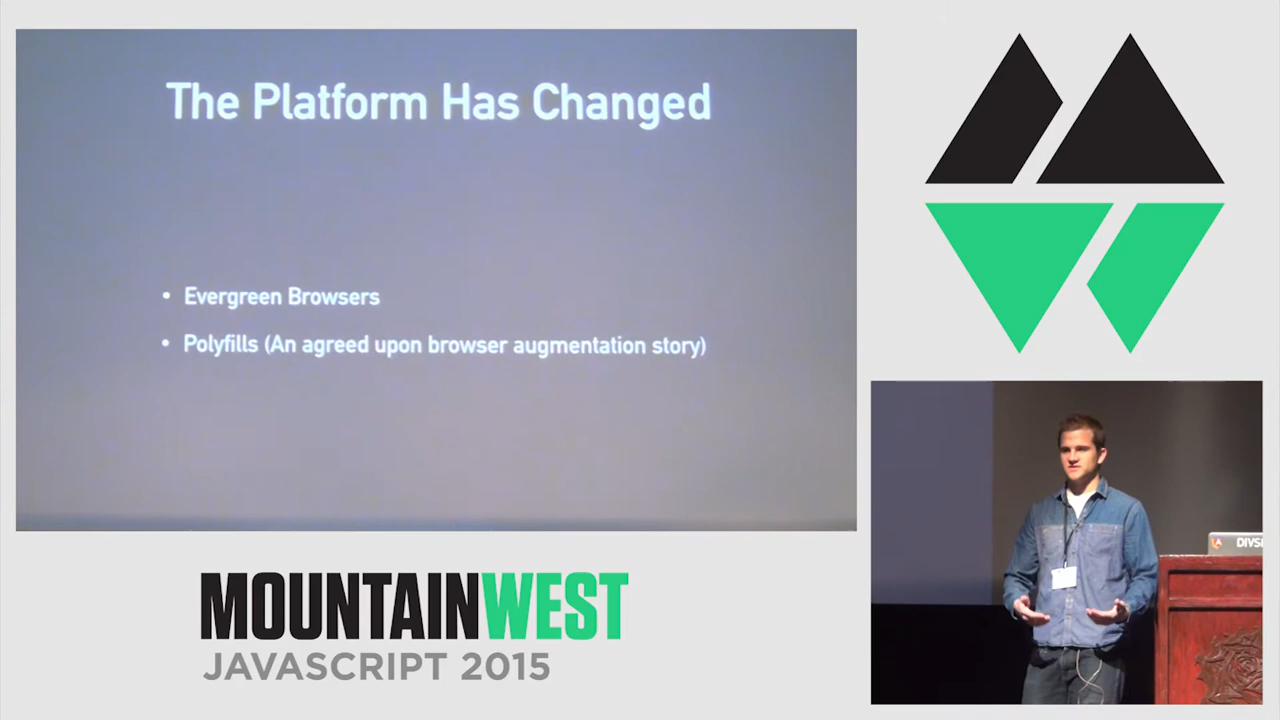 The Platform Has Changed
• Evergreen Browsers
• Polyfills (An agreed upon browser augmentation story)
MOUNTAINWEST
JAVASCRIPT 2015